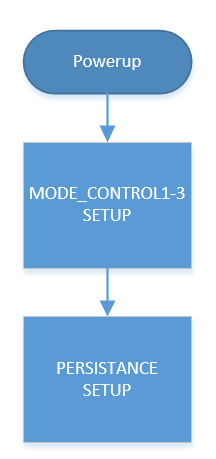 Powerup
MODE_CONTROL1-3
SETUP
PERSISTANCE
SETUP